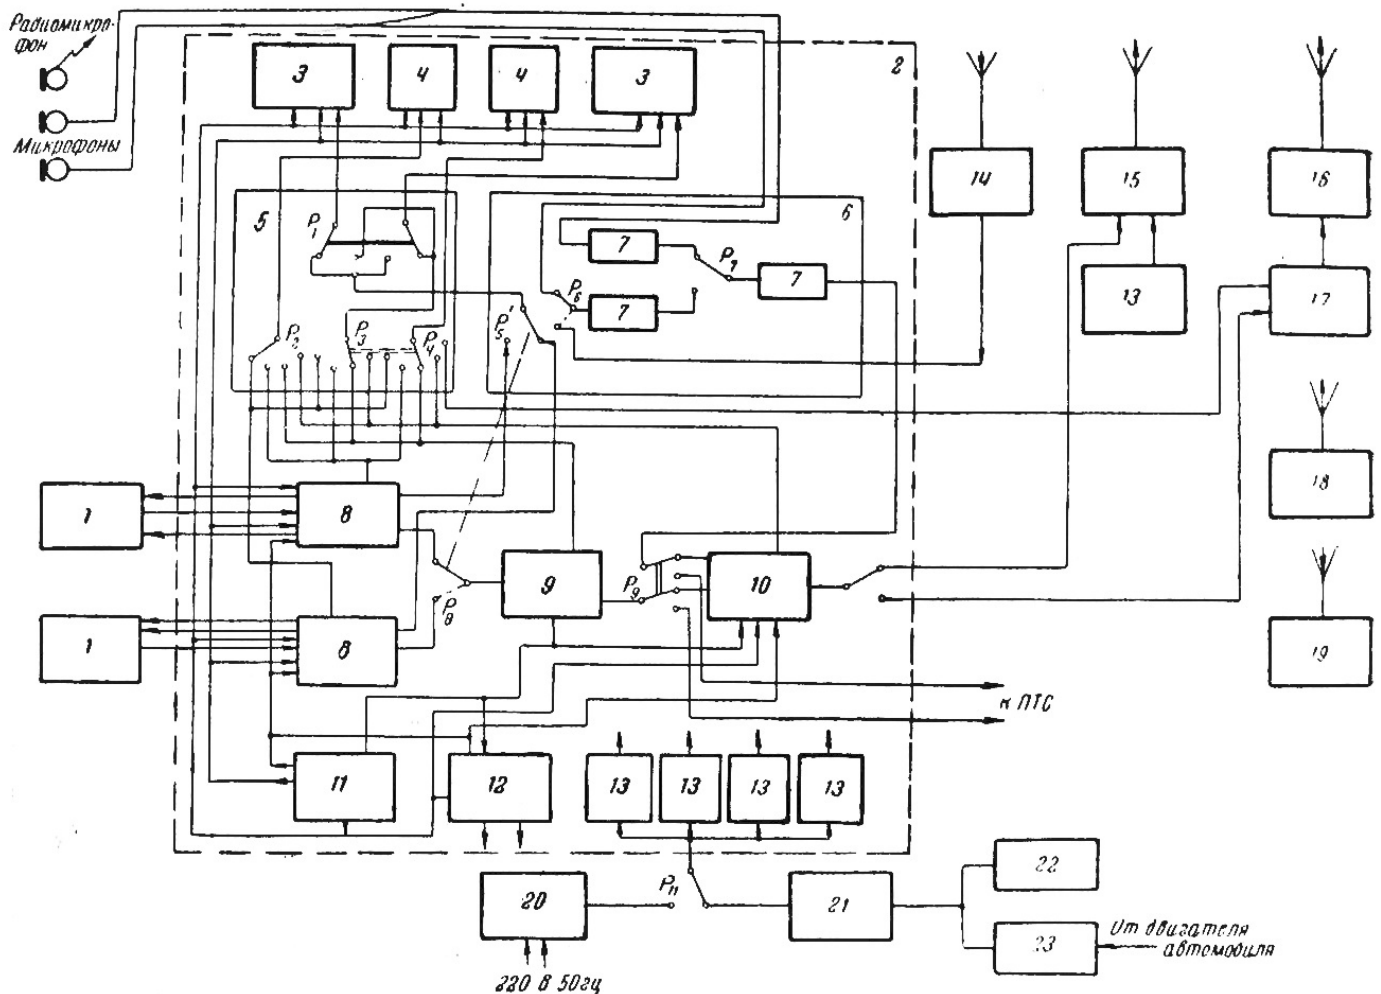 Радиомикро-
фон
Микрофоны
2
3
4
4
3
14
15
16
5
P₁
6
7
P₇
7
P₆
7
13
17
P₂
P₃
P₄
P₅'
18
1
8
9
P₉
10
P₈
1
8
19
к ПТС
11
12
13
13
13
13
20
P₁₁
21
22
23
От двигателя
автомобиля
220 в 50гц